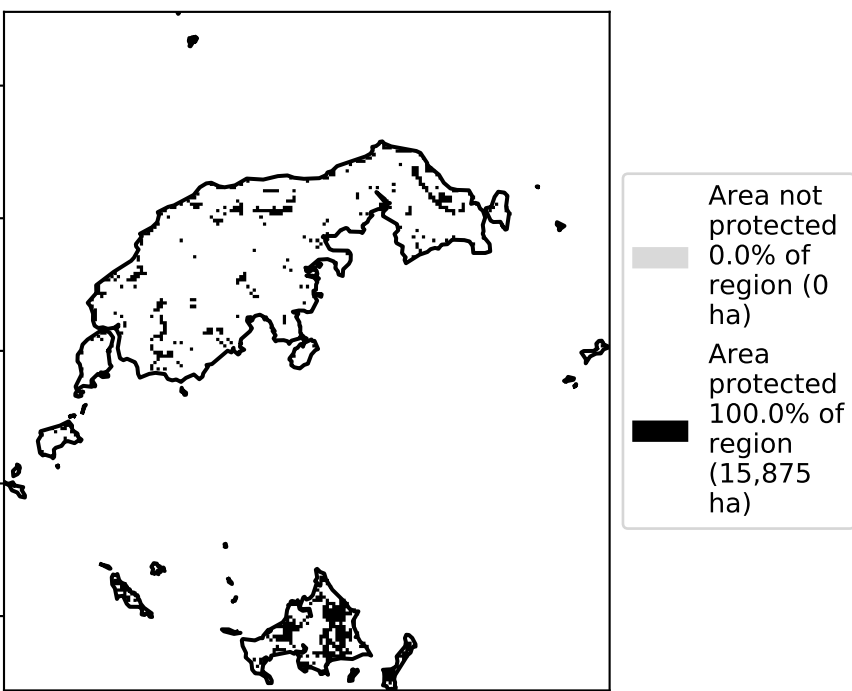 Area not
protected
0.0% of
region (0
ha)
Area
protected
100.0% of
region
(15,875
ha)